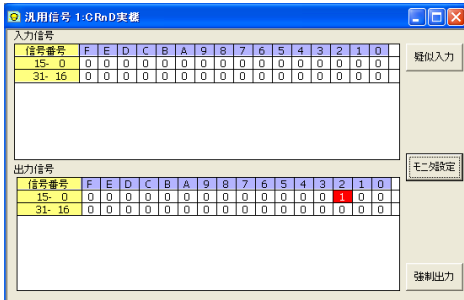 汎用信号 1:CRnD実機
入力信号
信号番号 F E D C B A 9 8 7 6 5 4 3 2 1 0
15- 0 0 0 0 0 0 0 0 0 0 0 0 0 0 0 0 0
31- 16 0 0 0 0 0 0 0 0 0 0 0 0 0 0 0 0
疑似入力
モニタ設定
出力信号
信号番号 F E D C B A 9 8 7 6 5 4 3 2 1 0
15- 0 0 0 0 0 0 0 0 0 0 0 0 0 0 1 0 0
31- 16 0 0 0 0 0 0 0 0 0 0 0 0 0 0 0 0
強制出力